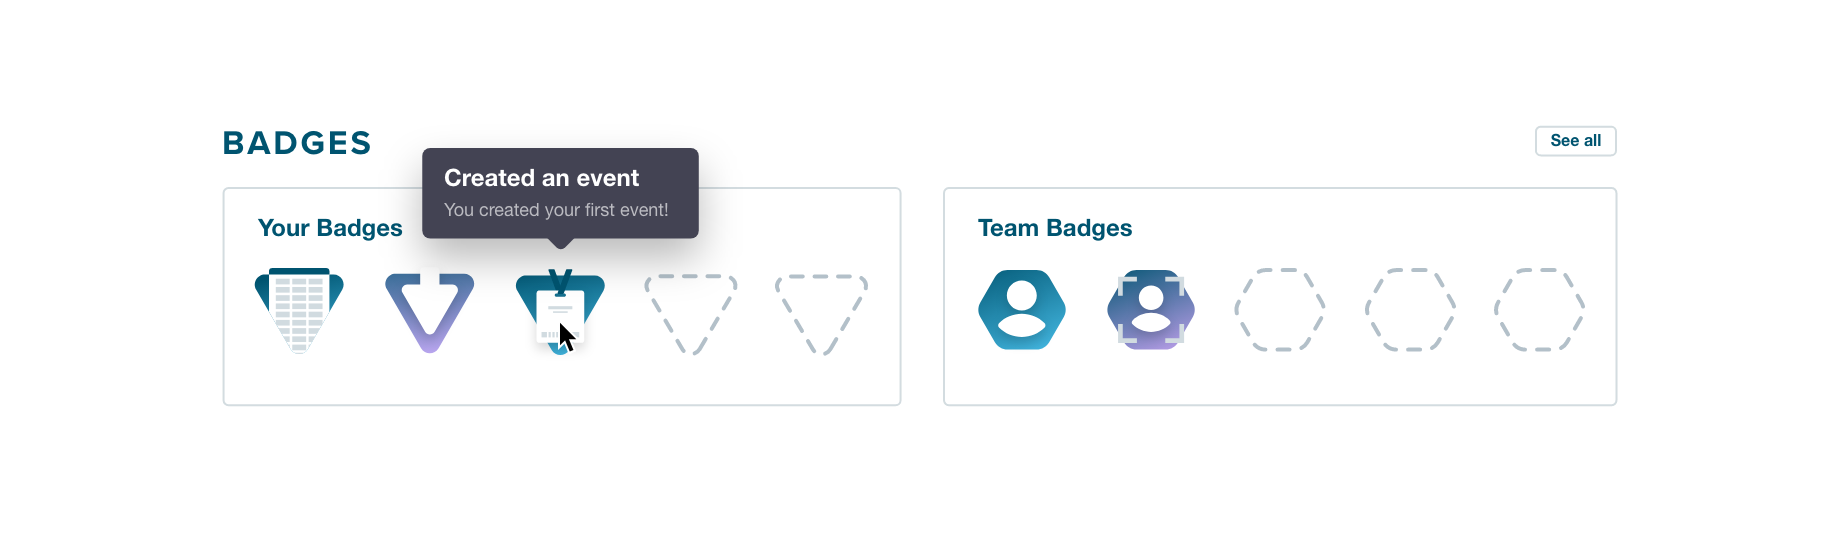 BADGES
See all
Created an event
You created your first event!
Your Badges
Team Badges